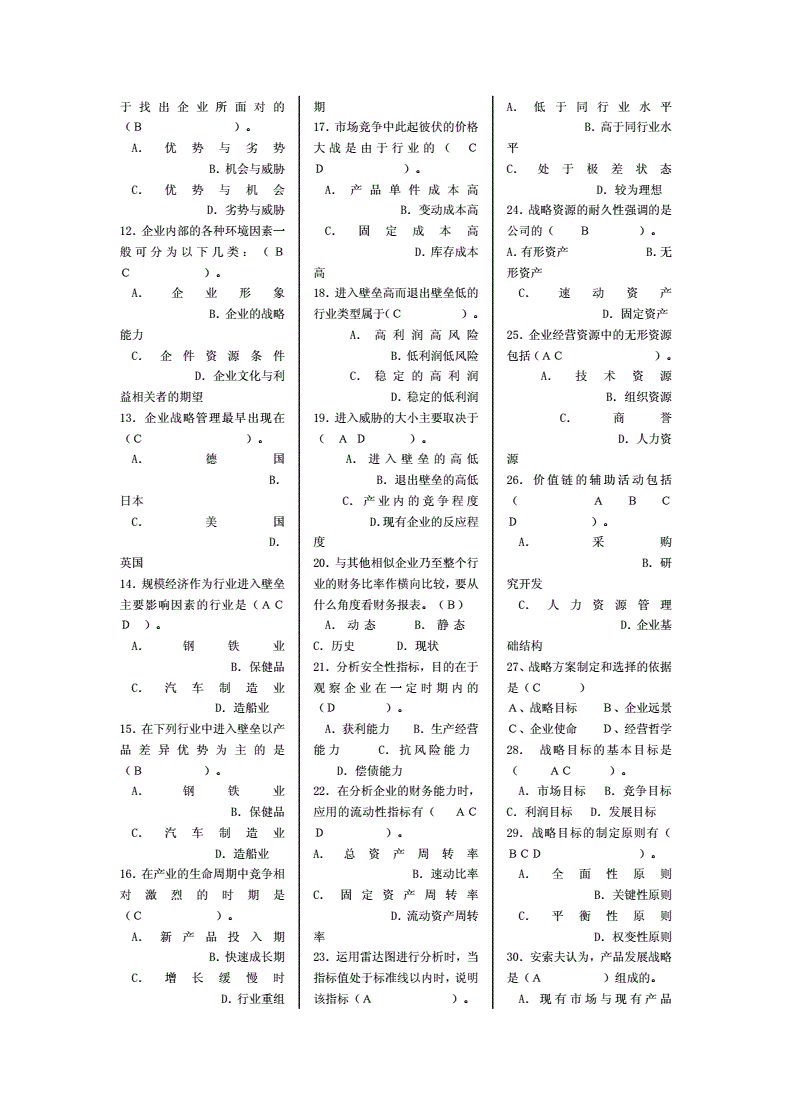 于找出企业所面对的
（Ｂ）。
A. 优势与劣势
B. 机会与威胁
C. 优势与机会
D. 劣势与威胁
12. 企业内部的各种环境因素一
般可分为以下几类：（Ｂ
Ｃ）。
A. 企业形象
B. 企业的战略
能力
C. 企件资源条件
D. 企业文化与利
益相关者的期望
13. 企业战略管理最早出现在
（Ｃ）。
A. 德国
B.
日本
C. 美国
D.
英国
14. 规模经济作为行业进入壁垒
主要影响因素的行业是（ＡＣ
Ｄ ）。
A. 钢铁业
B. 保健品
C. 汽车制造业
D. 造船业
15. 在下列行业中进入壁垒以产
品差异优势为主的是
（Ｂ）。
A. 钢铁业
B. 保健品
C. 汽车制造业
D. 造船业
16. 在产业的生命周期中竞争相
对激烈的时期是
（Ｃ）。
A. 新产品投入期
B. 快速成长期
C. 增长缓慢时
D. 行业重组
期
17. 市场竞争中此起彼伏的价格
大战是由于行业的（ Ｃ
Ｄ）。
A. 产品单件成本高
B. 变动成本高
C. 固定成本高
D. 库存成本
高
18. 进入壁垒高而退出壁垒低的
行业类型属于（Ｃ）。
A. 高利润高风险
B. 低利润低风险
C. 稳定的高利润
D. 稳定的低利润
19. 进入威胁的大小主要取决于
（ Ａ Ｄ ）。
A. 进入壁垒的高低
B. 退出壁垒的高低
C. 产业内的竞争程度
D. 现有企业的反应程
度
20. 与其他相似企业乃至整个行
业的财务比率作横向比较，要从
什么角度看财务报表。（Ｂ）
A. 动态 B. 静态
C. 历史 D. 现状
21. 分析安全性指标，目的在于
观察企业在一定时期内的
（Ｄ ）。
A. 获利能力 B. 生产经营
能力 C. 抗风险能力
D. 偿债能力
22. 在分析企业的财务能力时，
应用的流动性指标有（ ＡＣ
Ｄ ）。
A. 总资产周转率
B. 速动比率
C. 固定资产周转率
D. 流动资产周转
率
23. 运用雷达图进行分析时，当
指标值处于标准线以内时，说明
该指标（Ａ ）。
A. 低于同行业水平
B. 高于同行业水
平
C. 处于极差状态
D. 较为理想
24. 战略资源的耐久性强调的是
公司的（ Ｂ ）。
A. 有形资产 B. 无
形资产
C. 速动资产
D. 固定资产
25. 企业经营资源中的无形资源
包括（ＡＣ ）。
A. 技术资源
B. 组织资源
C. 商誉
D. 人力资
源
26. 价值链的辅助活动包括
（ Ａ Ｂ Ｃ
Ｄ ）。
A. 采购
B. 研
究开发
C. 人力资源管理
D. 企业基
础结构
27、战略方案制定和选择的依据
是（Ｃ ）
Ａ、战略目标 Ｂ、企业远景
Ｃ、企业使命 Ｄ、经营哲学
28. 战略目标的基本目标是
（ ＡＣ ）。
A. 市场目标 B. 竞争目标
C. 利润目标 D. 发展目标
29. 战略目标的制定原则有（
ＢＣＤ ）。
A. 全面性原则
B. 关键性原则
C. 平衡性原则
D. 权变性原则
30. 安索夫认为，产品发展战略
是（Ａ ）组成的。
A. 现有市场与现有产品